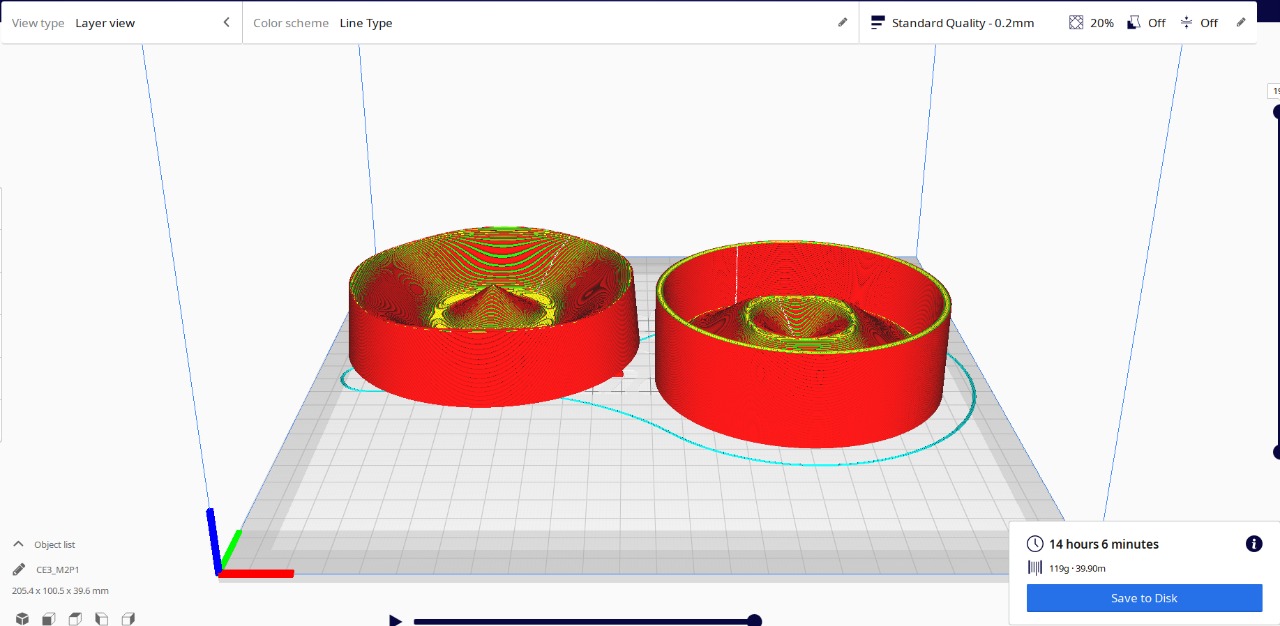 View type Layer view Color scheme Line Type Standard Quality - 0.2mm 20% Off Off
Object list
CE3_M2P1
205.4 x 100.5 x 39.6 mm
14 hours 6 minutes
119g · 39.90m
Save to Disk